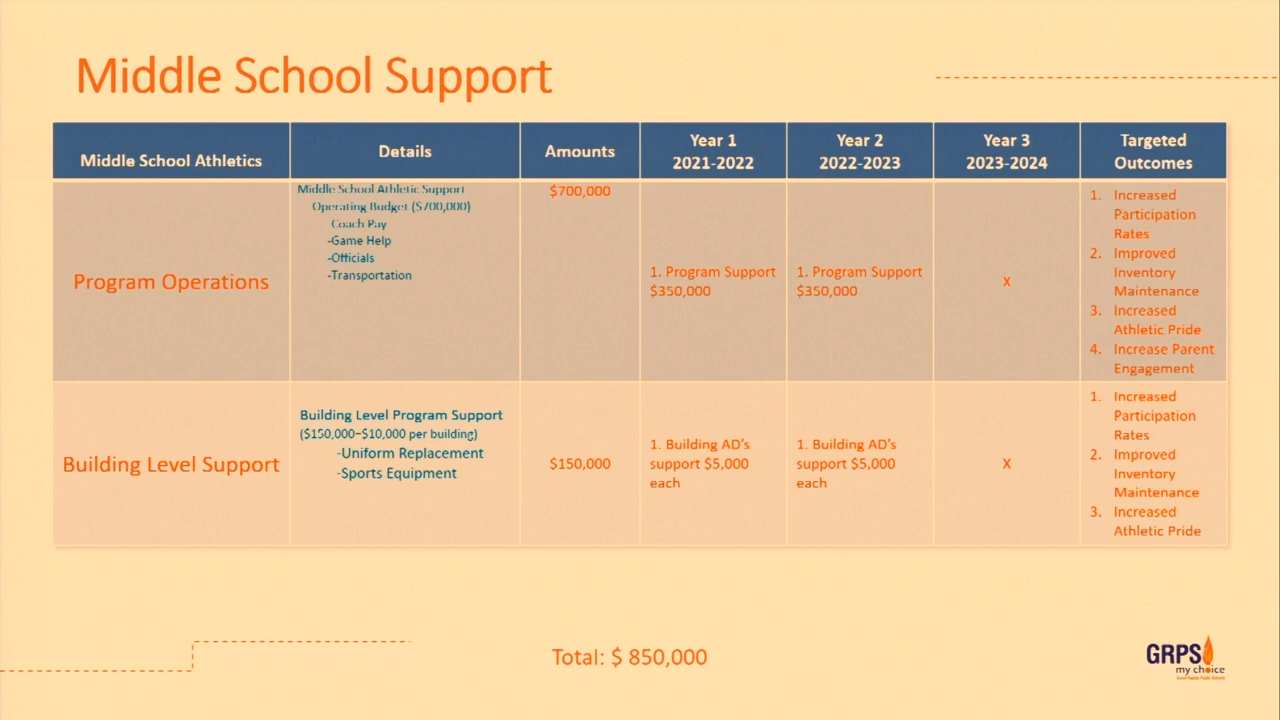 Middle School Support
Middle School Athletics
Details
Amounts
Year 1
2021-2022
Year 2
2022-2023
Year 3
2023-2024
Targeted
Outcomes
Program Operations
Middle School Athletic Support
Operating Budget ($700,000)
Coach Pay
-Game Help
-Officials
-Transportation
$700,000
1. Program Support
$350,000
1. Program Support
$350,000
X
1. Increased
Participation
Rates
2. Improved
Inventory
Maintenance
3. Increased
Athletic Pride
4. Increase Parent
Engagement
Building Level Support
Building Level Program Support
($150,000–$10,000 per building)
-Uniform Replacement
-Sports Equipment
$150,000
1. Building AD's
support $5,000
each
1. Building AD's
support $5,000
each
X
1. Increased
Participation
Rates
2. Improved
Inventory
Maintenance
3. Increased
Athletic Pride
Total: $ 850,000
GRPS
my choice